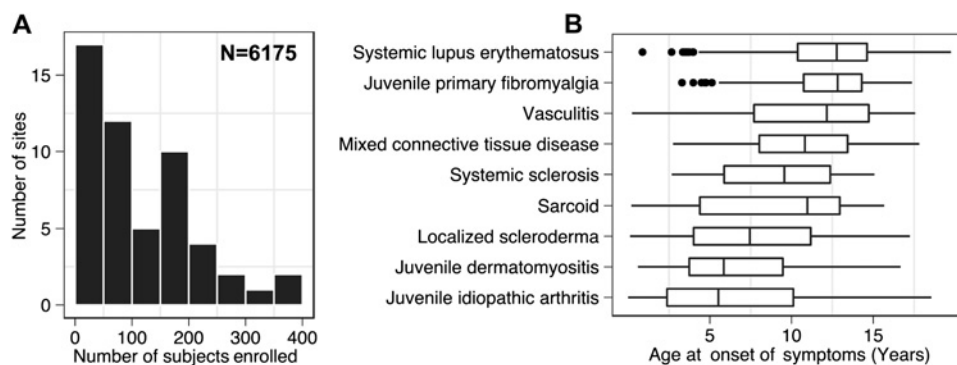 A
N=6175
15
10
5
0
Number of sites
0
100
200
300
400
Number of subjects enrolled
B
Systemic lupus erythematosus
Juvenile primary fibromyalgia
Vasculitis
Mixed connective tissue disease
Systemic sclerosis
Sarcoid
Localized scleroderma
Juvenile dermatomyositis
Juvenile idiopathic arthritis
5
10
15
Age at onset of symptoms (Years)